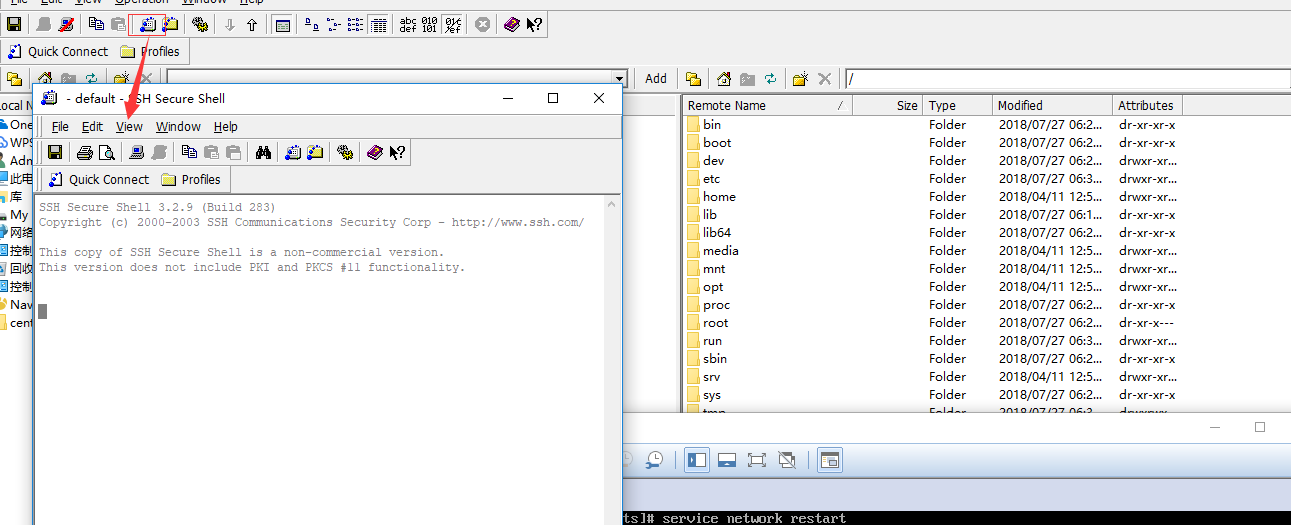 File Edit View Operation Window Help
abc def 010 101
Quick Connect Profiles
Add /
Local N
Remote Name / Size Type Modified Attributes
- default - SSH Secure Shell
File Edit View Window Help
Quick Connect Profiles
SSH Secure Shell 3.2.9 (Build 283)
Copyright (c) 2000-2003 SSH Communications Security Corp - http://www.ssh.com/
This copy of SSH Secure Shell is a non-commercial version.
This version does not include PKI and PKCS #11 functionality.
One
WPS
Adm
此电
库
My
网络
控制
回收
控制
Nav
cent
bin Folder 2018/07/27 06:2... dr-xr-xr-x
boot Folder 2018/07/27 06:2... dr-xr-xr-x
dev Folder 2018/07/27 06:2... drwxr-xr...
etc Folder 2018/07/27 06:3... drwxr-xr...
home Folder 2018/04/11 12:5... drwxr-xr...
lib Folder 2018/07/27 06:1... dr-xr-xr-x
lib64 Folder 2018/07/27 06:2... dr-xr-xr-x
media Folder 2018/04/11 12:5... drwxr-xr...
mnt Folder 2018/04/11 12:5... drwxr-xr...
opt Folder 2018/04/11 12:5... drwxr-xr...
proc Folder 2018/07/27 06:2... dr-xr-xr-x
root Folder 2018/07/27 06:2... dr-xr-x---
run Folder 2018/07/27 06:3... drwxr-xr...
sbin Folder 2018/07/27 06:2... dr-xr-xr-x
srv Folder 2018/04/11 12:5... drwxr-xr...
sys Folder 2018/07/27 06:2... dr-xr-xr-x
tmp Folder 2018/07/27 06:3... drwxrwx...
ts]# service network restart